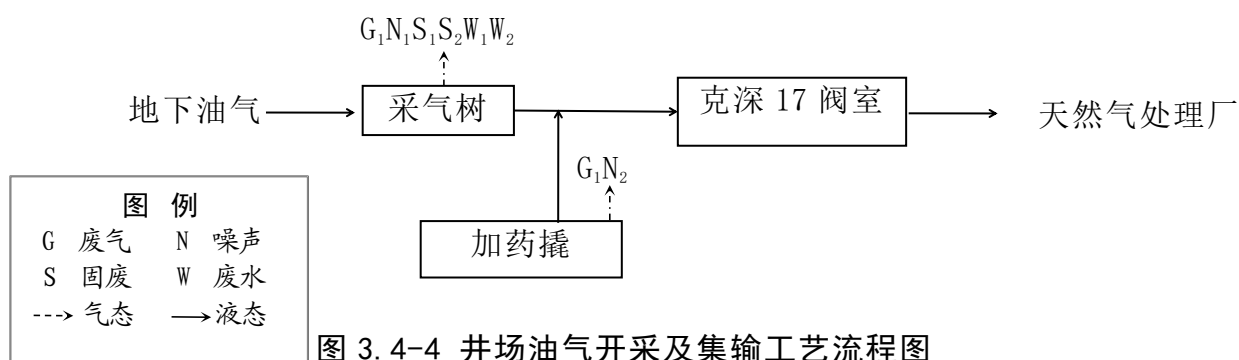 G₁N₁S₁S₂W₁W₂
地下油气
采气树
克深 17 阀室
天然气处理厂
G₁N₂
加药撬
图 例
G 废气 N 噪声
S 固废 W 废水
气态 液态
图 3.4-4 井场油气开采及集输工艺流程图